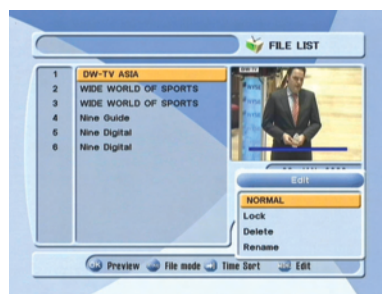 FILE LIST
1 DW-TV ASIA
2 WIDE WORLD OF SPORTS
3 WIDE WORLD OF SPORTS
4 Nine Guide
5 Nine Digital
6 Nine Digital
Edit
NORMAL
Lock
Delete
Rename
OK Preview File mode Time Sort Edit